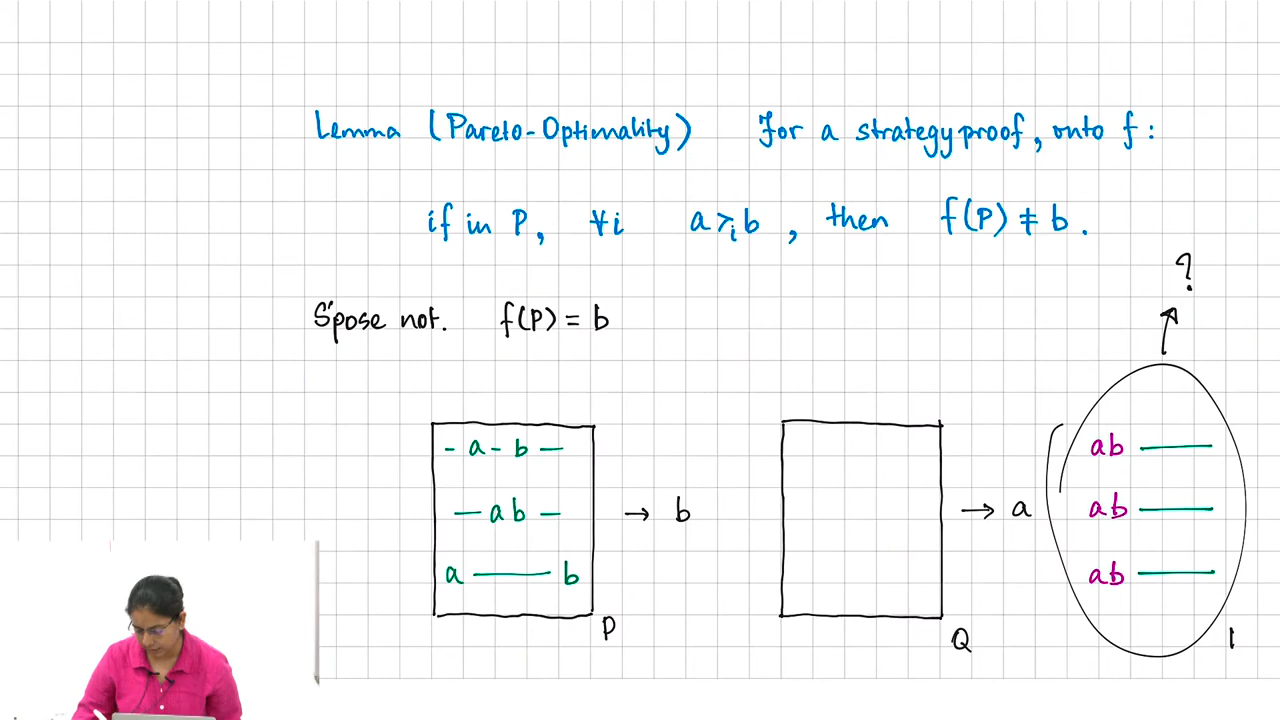 Lemma (Pareto-Optimality) For a strategyproof, onto f:
if in P, ∀i a ≻ᵢ b, then f(P) ≠ b.
?
S'pose not. f(P) = b
- a - b —
— a b —
a —— b
→ b
P
→ a
Q
ab ——
ab ——
ab ——